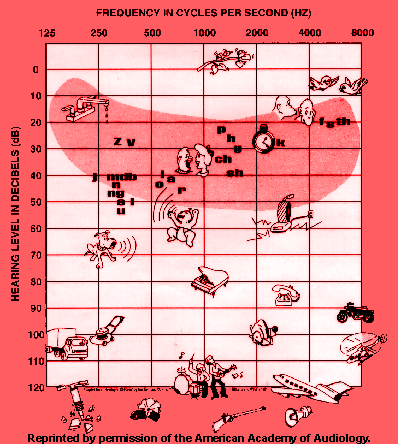 FREQUENCY IN CYCLES PER SECOND (HZ)
125 250 500 1000 2000 4000 8000
HEARING LEVEL IN DECIBELS (dB)
0
10
20
30
40
50
60
70
80
90
100
110
120
z v
p
h
g
k
f s th
ch
sh
j m d b
n
ng
a i
u
i
a
o
r
Reprinted by permission of the American Academy of Audiology.